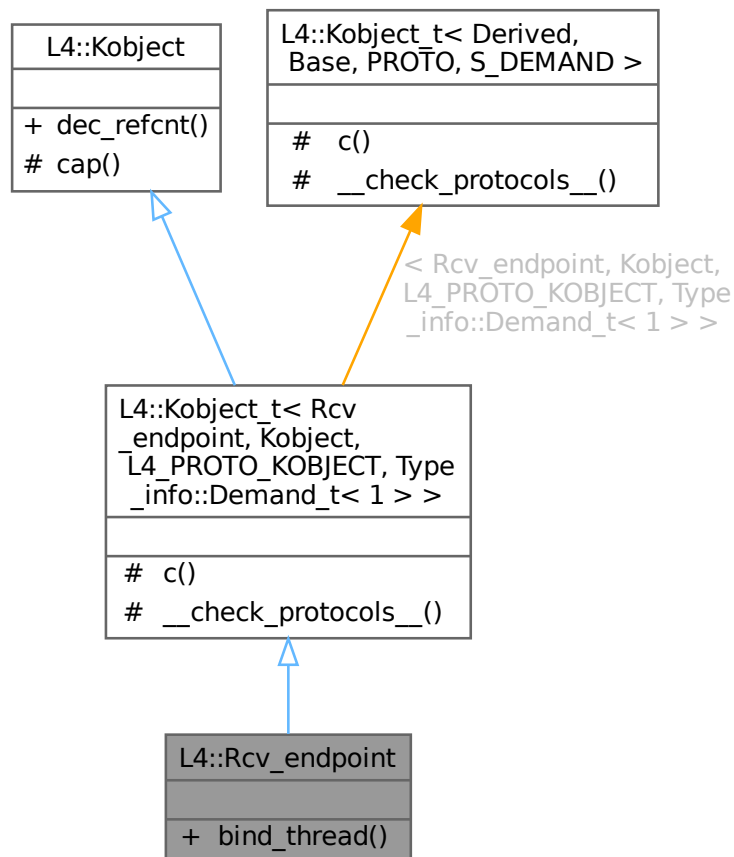 L4::Kobject
+ dec_refcnt()
# cap()
L4::Kobject_t< Derived,
Base, PROTO, S_DEMAND >
# c()
# __check_protocols__()
< Rcv_endpoint, Kobject,
L4_PROTO_KOBJECT, Type
_info::Demand_t< 1 > >
L4::Kobject_t< Rcv
_endpoint, Kobject,
L4_PROTO_KOBJECT, Type
_info::Demand_t< 1 > >
# c()
# __check_protocols__()
L4::Rcv_endpoint
+ bind_thread()